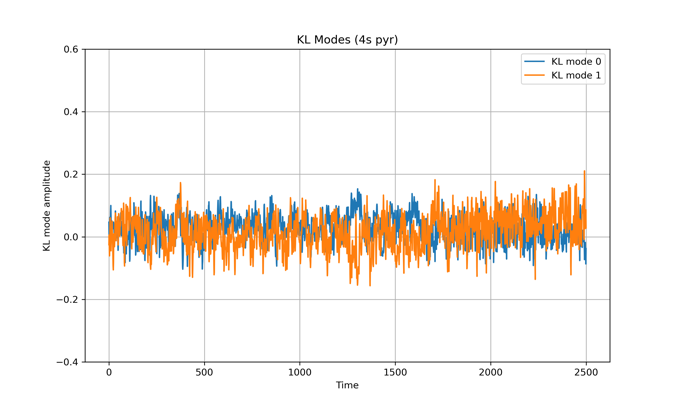 KL Modes (4s pyr)
KL mode 0
KL mode 1
KL mode amplitude
0.6
0.4
0.2
0.0
−0.2
−0.4
0 500 1000 1500 2000 2500
Time